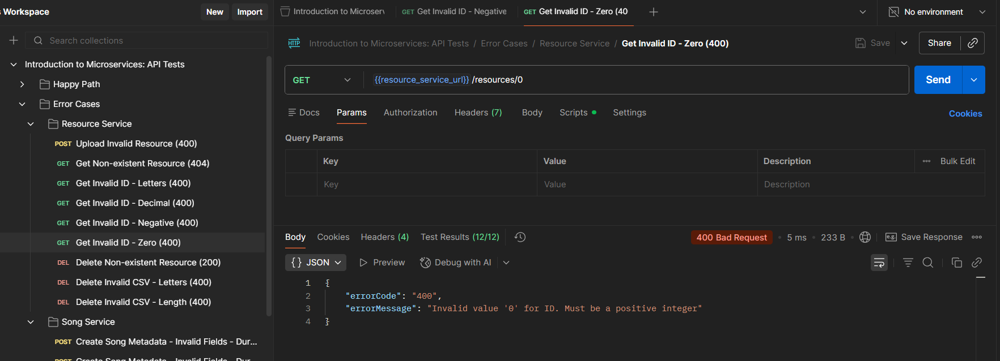 s Workspace
New
Import
Search collections
Introduction to Microservices: API Tests
Happy Path
Error Cases
Resource Service
POST Upload Invalid Resource (400)
GET Get Non-existent Resource (404)
GET Get Invalid ID - Letters (400)
GET Get Invalid ID - Decimal (400)
GET Get Invalid ID - Negative (400)
GET Get Invalid ID - Zero (400)
DEL Delete Non-existent Resource (200)
DEL Delete Invalid CSV - Letters (400)
DEL Delete Invalid CSV - Length (400)
Song Service
POST Create Song Metadata - Invalid Fields - Dur...
POST Create Song Metadata - Invalid Fields - Dur
Introduction to Microserv
GET Get Invalid ID - Negative
GET Get Invalid ID - Zero (40
No environment
HTTP Introduction to Microservices: API Tests / Error Cases / Resource Service / Get Invalid ID - Zero (400)
Save
Share
GET {{resource_service_url}} /resources/0
Send
Docs Params Authorization Headers (7) Body Scripts Settings
Cookies
Query Params
Key Value Description Bulk Edit
Key Value Description
Body Cookies Headers (4) Test Results (12/12)
400 Bad Request • 5 ms • 233 B
e.g. Save Response
{} JSON Preview Debug with AI
1 {
2 "errorCode": "400",
3 "errorMessage": "Invalid value '0' for ID. Must be a positive integer"
4 }